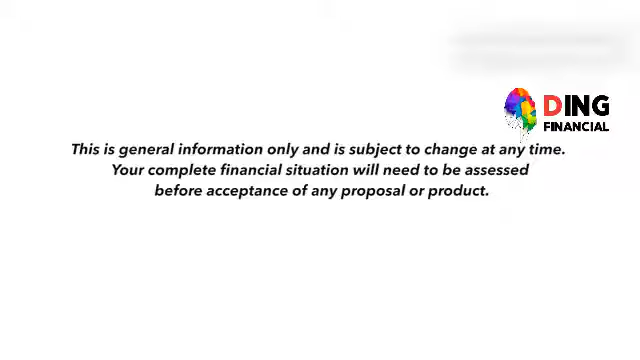 DING
FINANCIAL
This is general information only and is subject to change at any time.
Your complete financial situation will need to be assessed
before acceptance of any proposal or product.